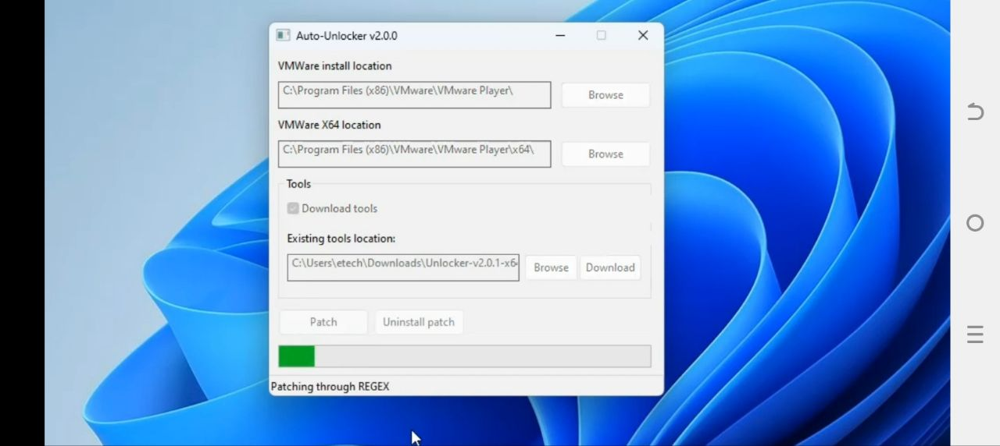 Auto-Unlocker v2.0.0
VMWare install location
C:\Program Files (x86)\VMware\VMware Player\
Browse
VMWare X64 location
C:\Program Files (x86)\VMware\VMware Player\x64\
Browse
Tools
Download tools
Existing tools location:
C:\Users\etech\Downloads\Unlocker-v2.0.1-x6
Browse
Download
Patch
Uninstall patch
Patching through REGEX